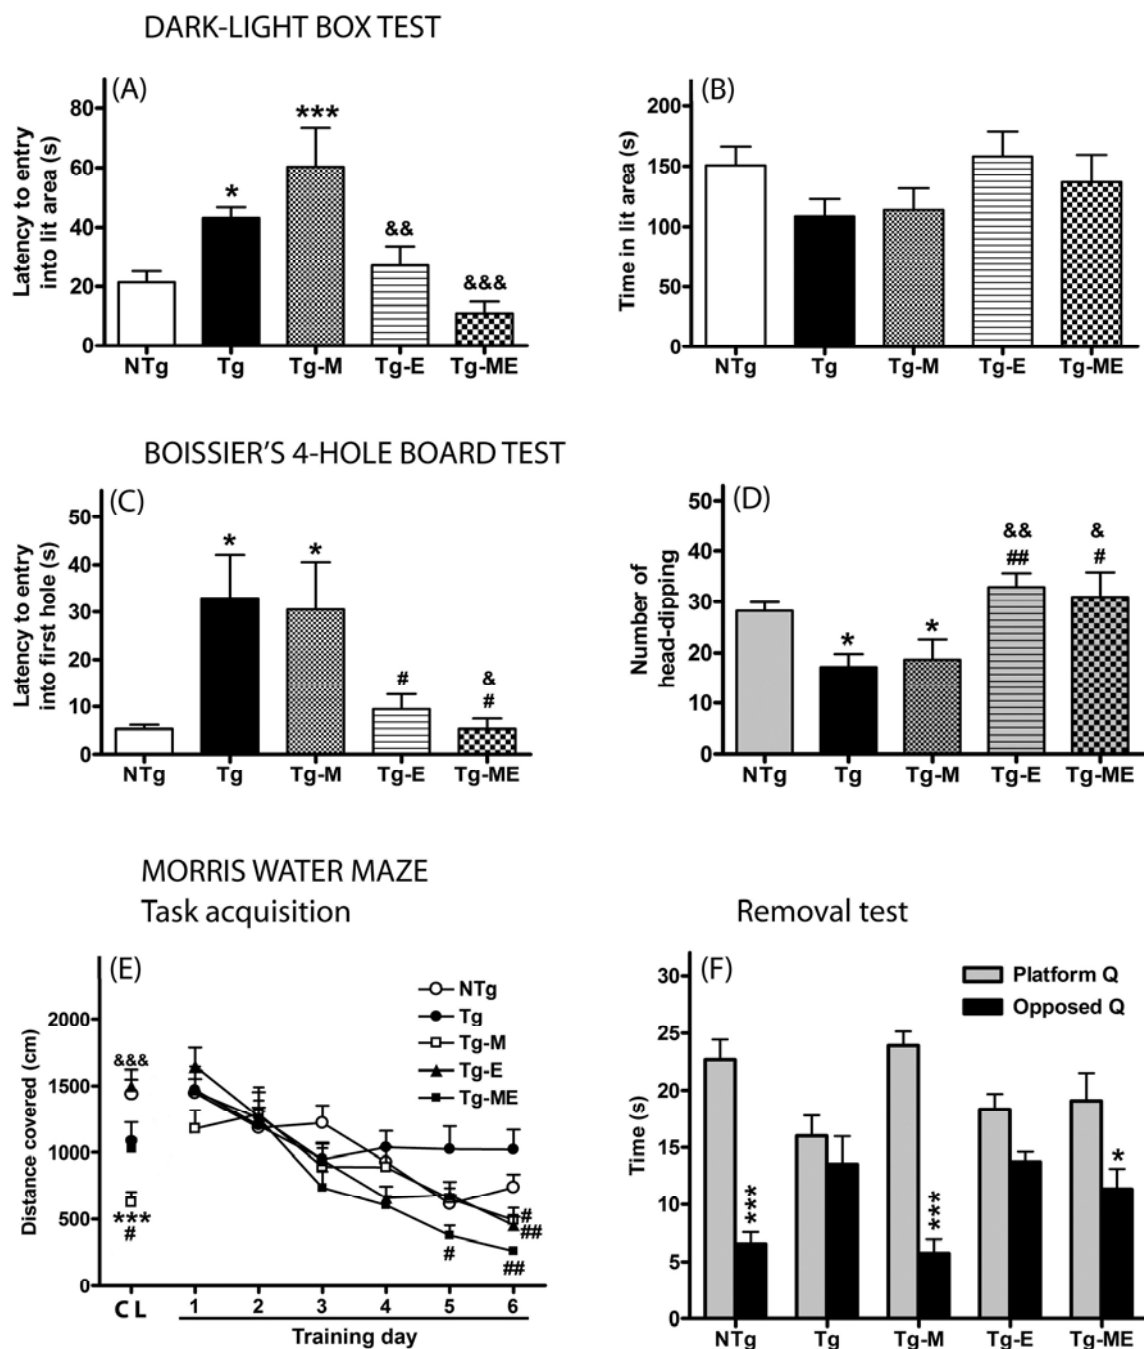 DARK-LIGHT BOX TEST
(A)
Latency to entry
into lit area (s)
80
60
40
20
0
*
***
&&
&&&
NTg Tg Tg-M Tg-E Tg-ME
(B)
Time in lit area (s)
200
150
100
50
0
NTg Tg Tg-M Tg-E Tg-ME
BOISSIER'S 4-HOLE BOARD TEST
(C)
Latency to entry
into first hole (s)
50
40
30
20
10
0
*
*
#
&
#
NTg Tg Tg-M Tg-E Tg-ME
(D)
Number of
head-dipping
50
40
30
20
10
0
*
*
&&
##
&
#
NTg Tg Tg-M Tg-E Tg-ME
MORRIS WATER MAZE
Task acquisition
(E)
Distance covered (cm)
2000
1500
1000
500
0
NTg
Tg
Tg-M
Tg-E
Tg-ME
&&&
***
#
#
##
#
##
CL 1 2 3 4 5 6
Training day
Removal test
(F)
Time (s)
30
25
20
15
10
5
0
Platform Q
Opposed Q
***
***
*
NTg Tg Tg-M Tg-E Tg-ME